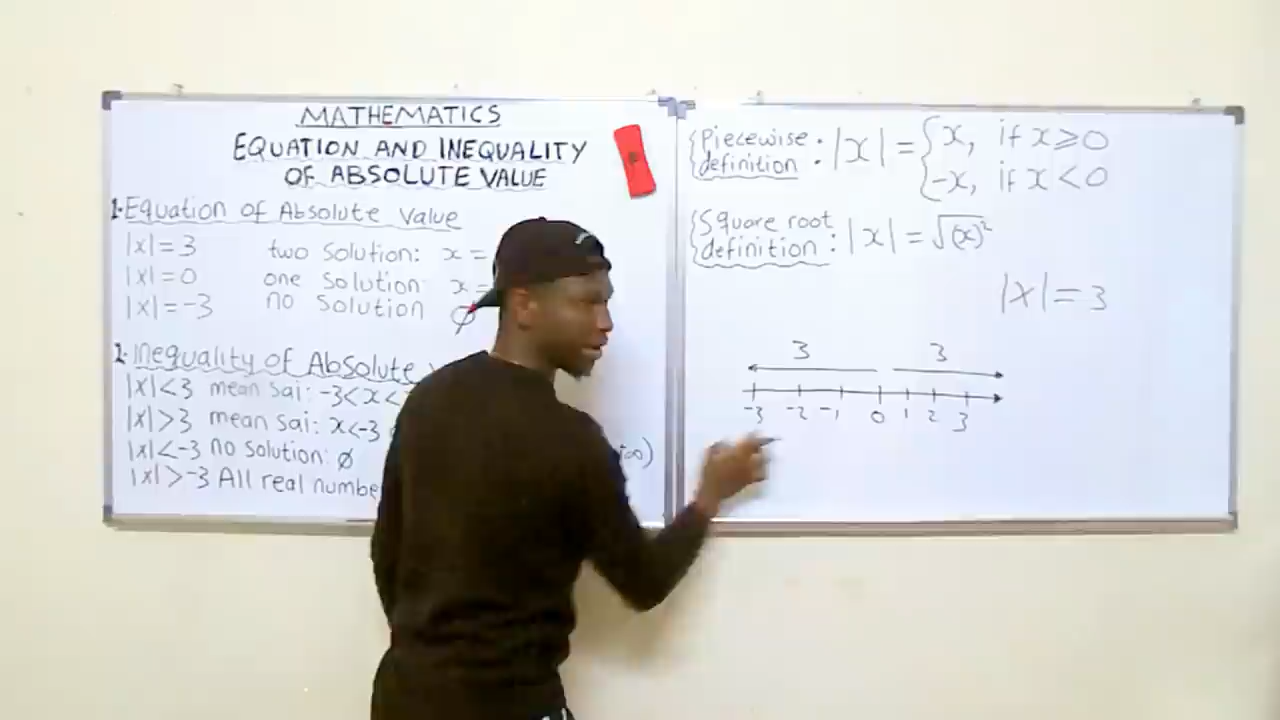 MATHEMATICS
EQUATION AND INEQUALITY
OF ABSOLUTE VALUE
1. Equation of Absolute Value
|x| = 3 two solution: x =
|x| = 0 one solution: x =
|x| = -3 no solution ∅
2. Inequality of Absolute
|x| < 3 mean sai: -3 < x <
|x| > 3 mean sai: x < -3
|x| < -3 no solution: ∅
|x| > -3 All real numbe
∞)
Piecewise definition: |x| = { x, if x ≥ 0
-x, if x < 0
Square root
definition: |x| = √(x)²
|x| = 3
3 3
-3 -2 -1 0 1 2 3